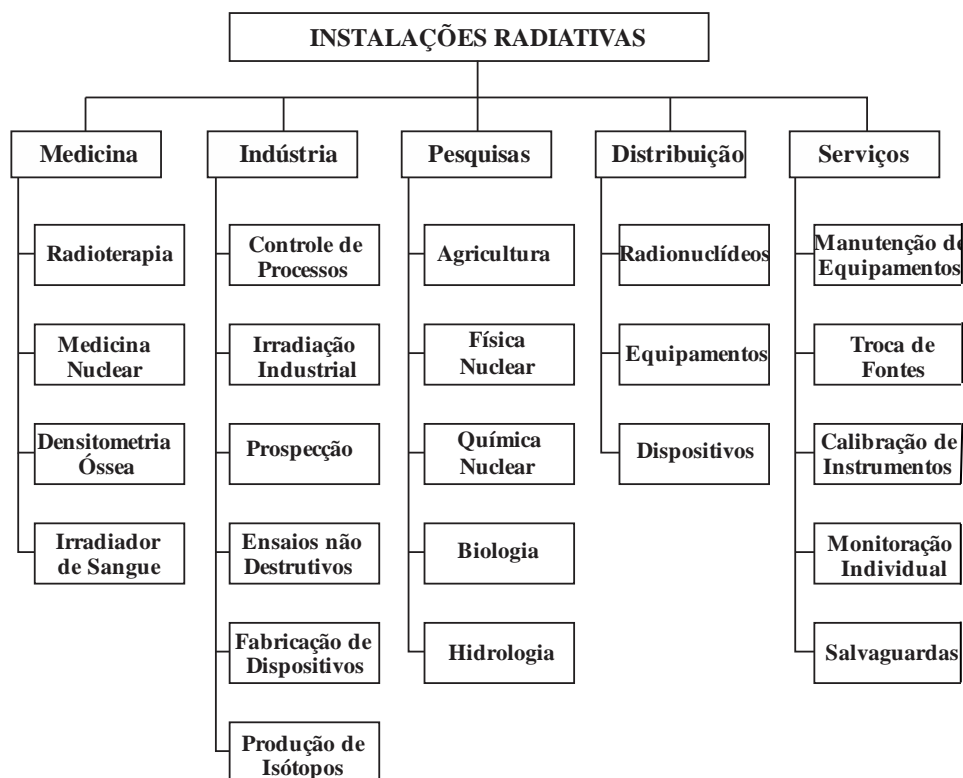 INSTALAÇÕES RADIATIVAS
Medicina
Radioterapia
Medicina
Nuclear
Densitometria
Óssea
Irradiador
de Sangue
Indústria
Controle de
Processos
Irradiação
Industrial
Prospecção
Ensaios não
Destrutivos
Fabricação de
Dispositivos
Produção de
Isótopos
Pesquisas
Agricultura
Física
Nuclear
Química
Nuclear
Biologia
Hidrologia
Distribuição
Radionuclídeos
Equipamentos
Dispositivos
Serviços
Manutenção de
Equipamentos
Troca de
Fontes
Calibração de
Instrumentos
Monitoração
Individual
Salvaguardas